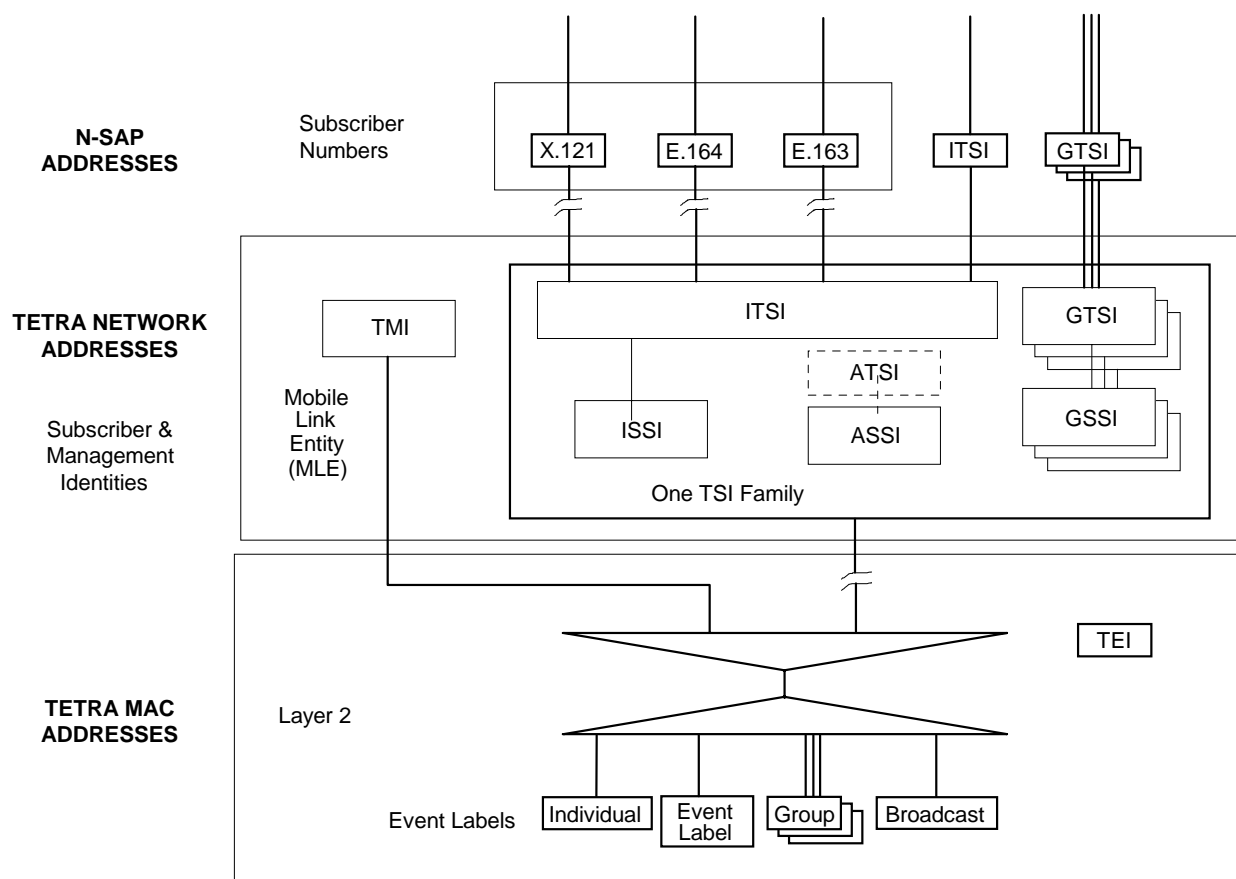 N-SAP
ADDRESSES
Subscriber
Numbers
X.121
E.164
E.163
ITSI
GTSI
TETRA NETWORK
ADDRESSES
Subscriber &
Management
Identities
TMI
Mobile
Link
Entity
(MLE)
ITSI
GTSI
ATSI
ISSI
ASSI
GSSI
One TSI Family
TETRA MAC
ADDRESSES
Layer 2
TEI
Event Labels
Individual
Event
Label
Group
Broadcast